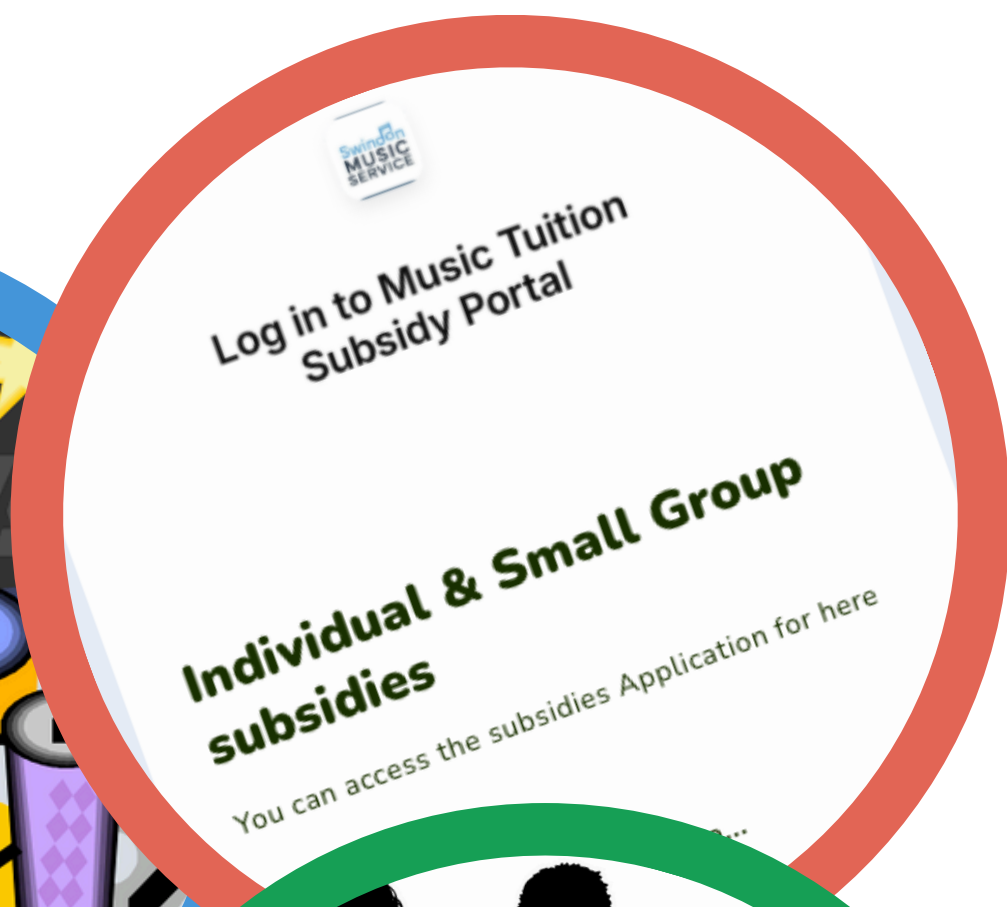 Swindon
MUSIC
SERVICE
Log in to Music Tuition
Subsidy Portal
Individual & Small Group
subsidies
You can access the subsidies Application for here